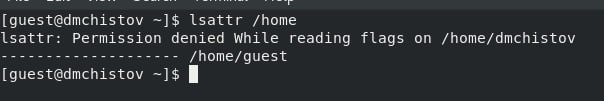 [guest@dmchistov ~]$ lsattr /home
lsattr: Permission denied While reading flags on /home/dmchistov
-------------------- /home/guest
[guest@dmchistov ~]$